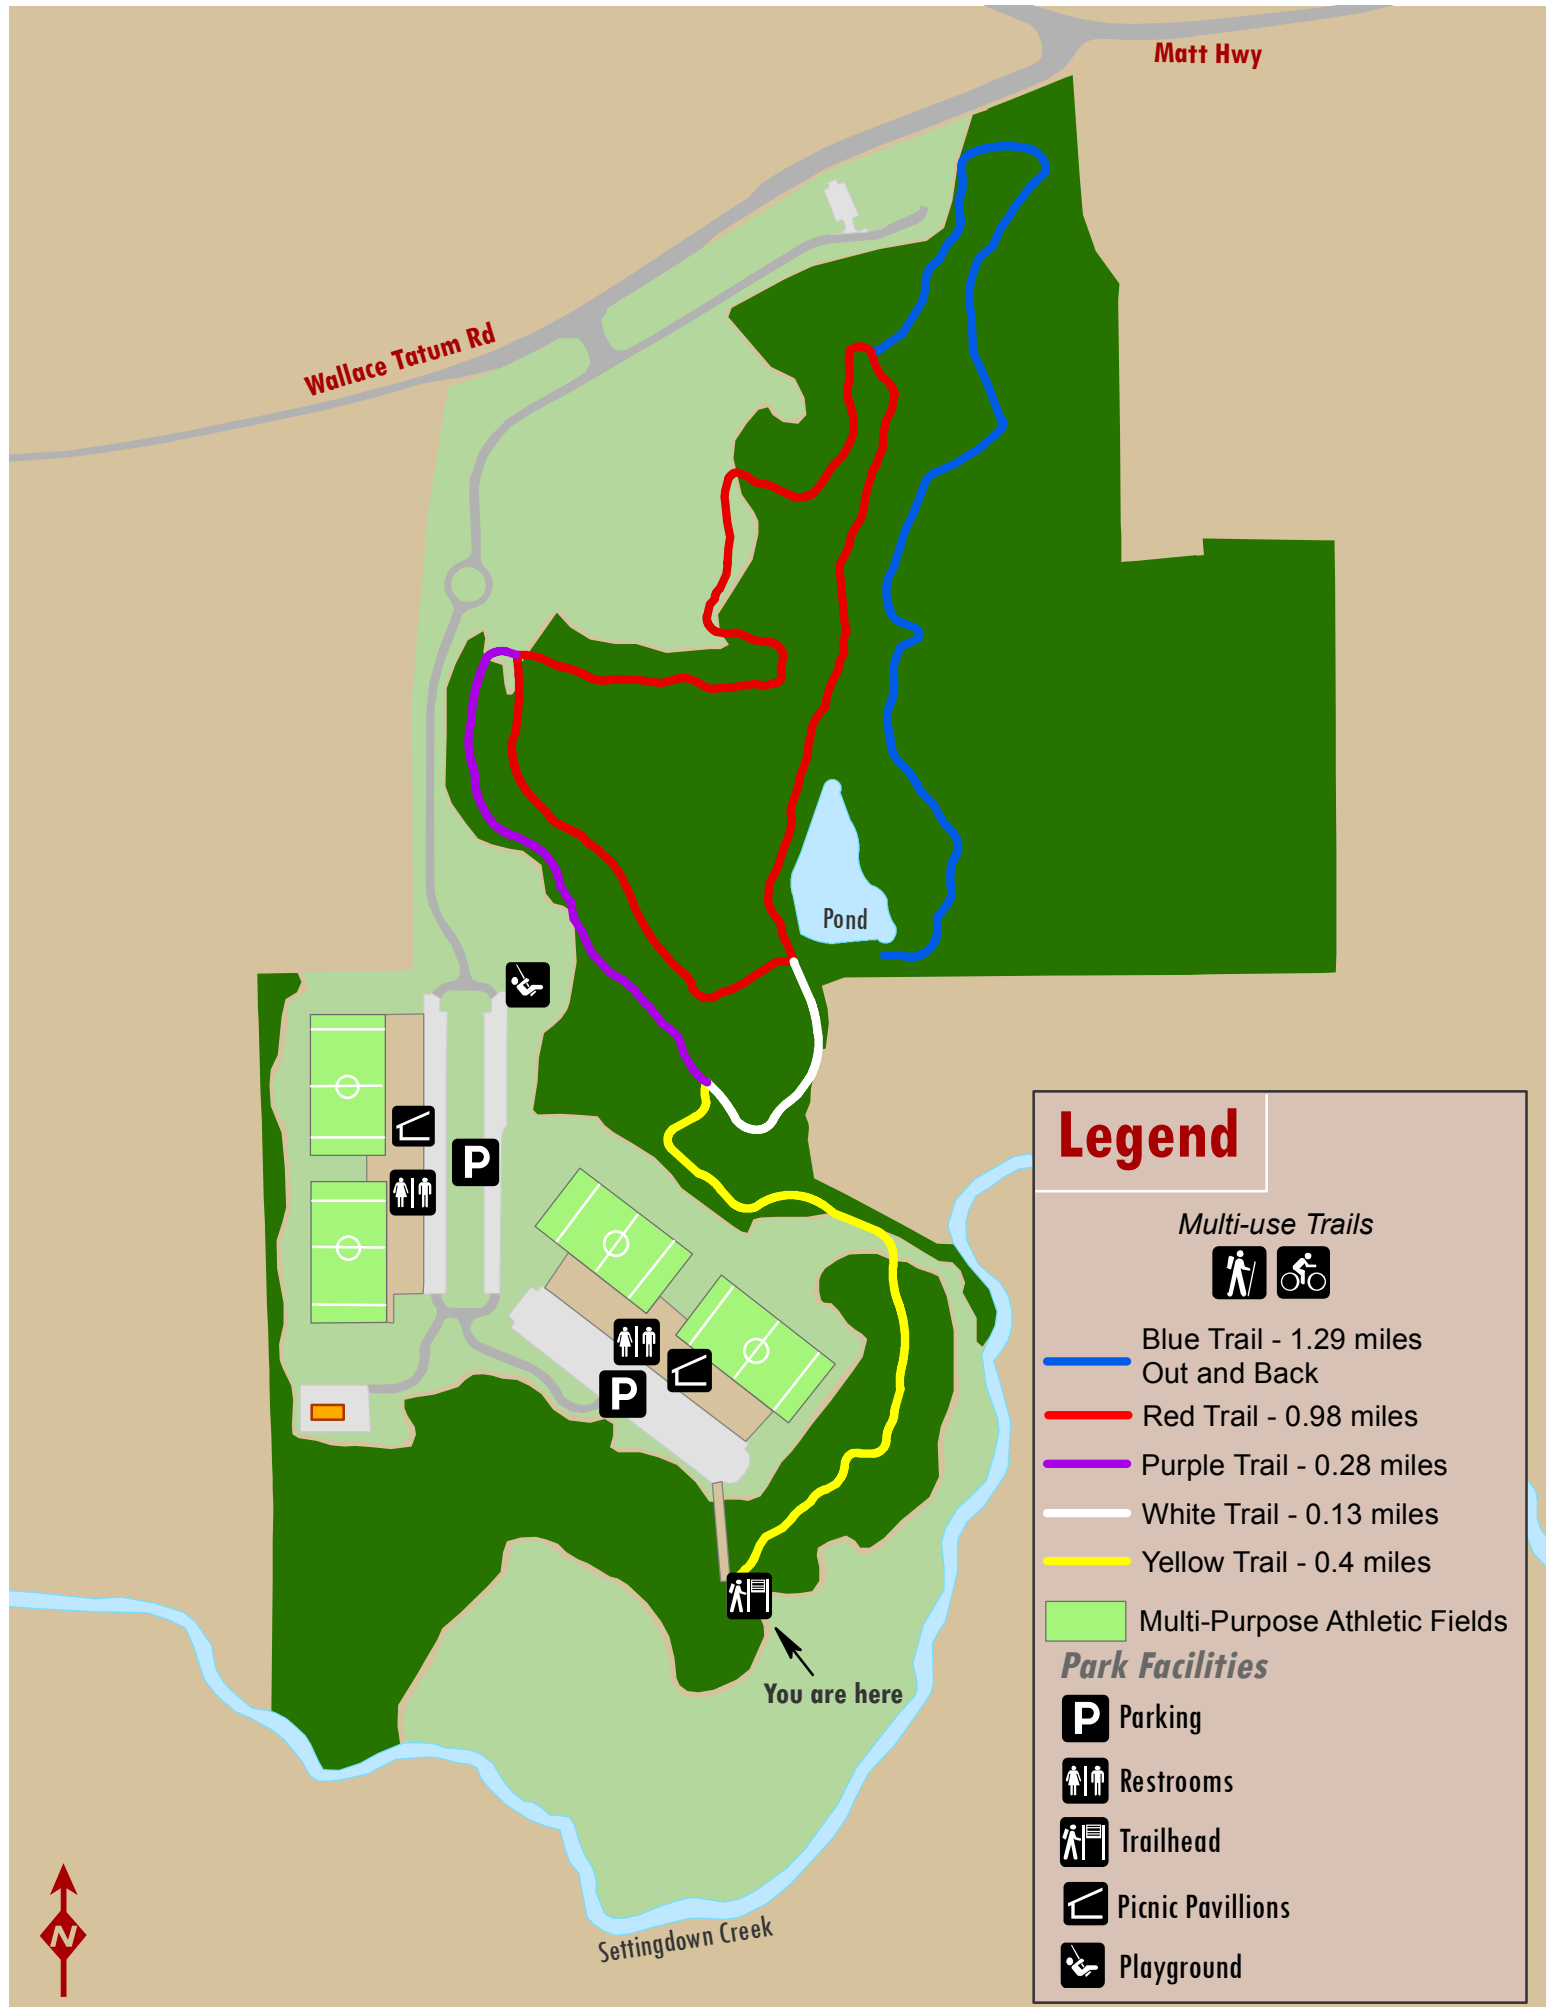 Matt Hwy
Wallace Tatum Rd
Pond
P
P
You are here
Settingdown Creek
N
Legend
Multi-use Trails
Blue Trail - 1.29 miles
Out and Back
Red Trail - 0.98 miles
Purple Trail - 0.28 miles
White Trail - 0.13 miles
Yellow Trail - 0.4 miles
Multi-Purpose Athletic Fields
Park Facilities
P Parking
Restrooms
Trailhead
Picnic Pavillions
Playground